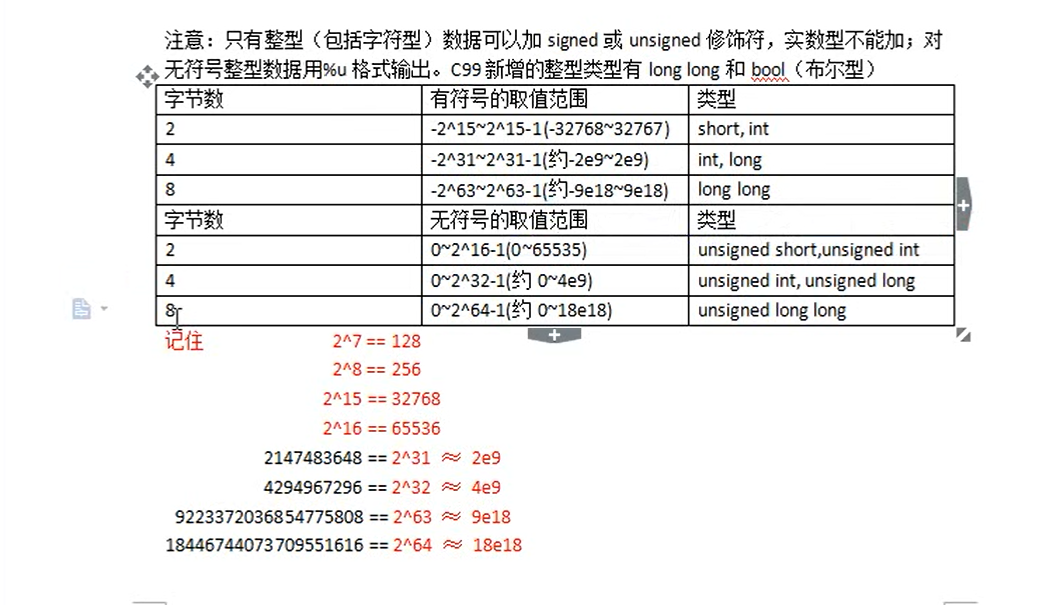 注意：只有整型（包括字符型）数据可以加 signed 或 unsigned 修饰符，实数型不能加；对
无符号整型数据用%u 格式输出。C99 新增的整型类型有 long long 和 bool（布尔型）
字节数 有符号的取值范围 类型
2 -2^15~2^15-1(-32768~32767) short, int
4 -2^31~2^31-1(约-2e9~2e9) int, long
8 -2^63~2^63-1(约-9e18~9e18) long long
字节数 无符号的取值范围 类型
2 0~2^16-1(0~65535) unsigned short,unsigned int
4 0~2^32-1(约 0~4e9) unsigned int, unsigned long
8 0~2^64-1(约 0~18e18) unsigned long long
记住 2^7 == 128
2^8 == 256
2^15 == 32768
2^16 == 65536
2147483648 == 2^31 ≈ 2e9
4294967296 == 2^32 ≈ 4e9
9223372036854775808 == 2^63 ≈ 9e18
18446744073709551616 == 2^64 ≈ 18e18